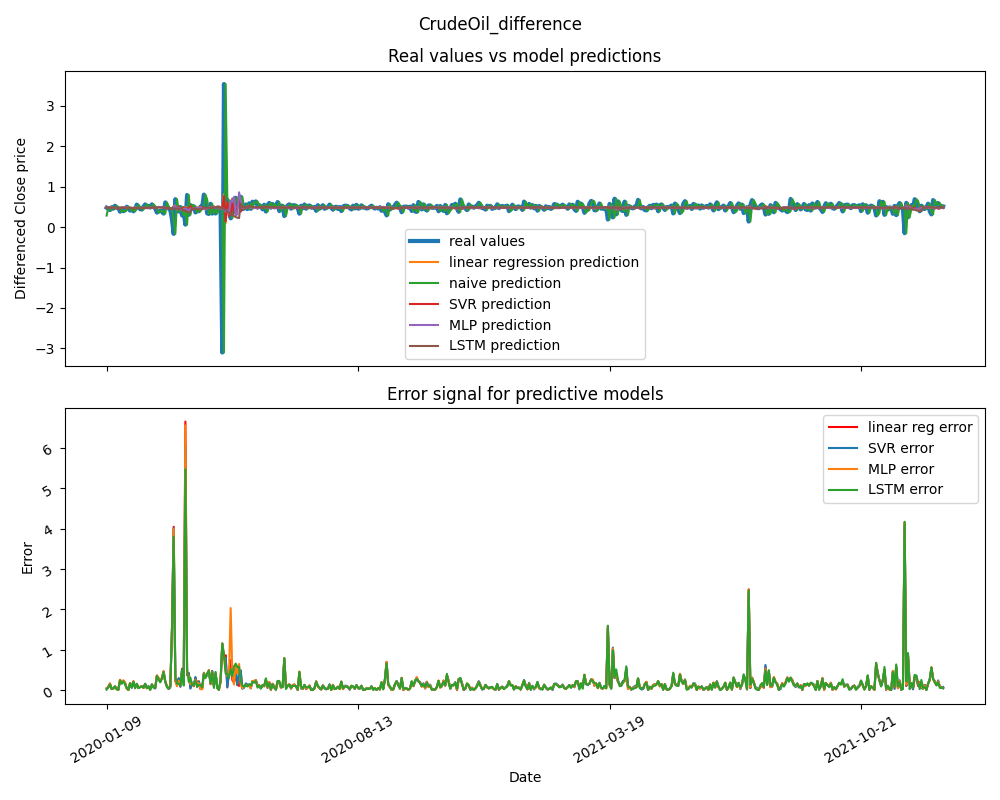 CrudeOil_difference
Real values vs model predictions
Differenced Close price
3
2
1
0
−1
−2
−3
real values
linear regression prediction
naive prediction
SVR prediction
MLP prediction
LSTM prediction
Error signal for predictive models
Error
6
5
4
3
2
1
0
linear reg error
SVR error
MLP error
LSTM error
2020-01-09
2020-08-13
2021-03-19
2021-10-21
Date